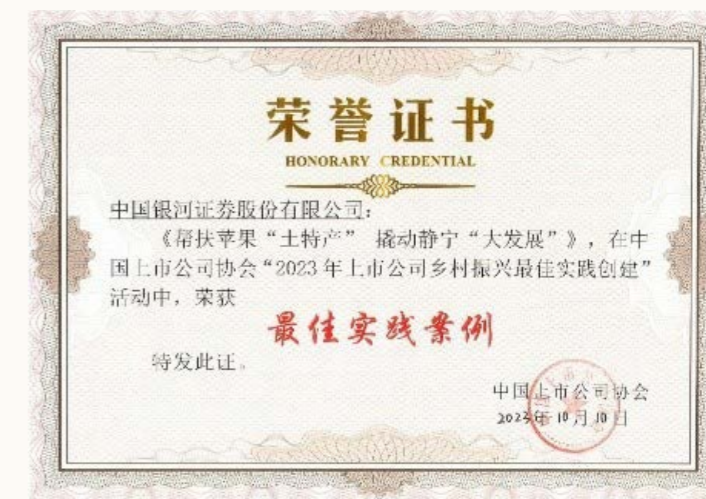 荣誉证书
HONORARY CREDENTIAL
中国银河证券股份有限公司：
《帮扶苹果“土特产” 撬动静宁“大发展”》，在中
国上市公司协会“2023年上市公司乡村振兴最佳实践创建”
活动中，荣获
最佳实践案例
特发此证。
中国上市公司协会
2023年10月10日